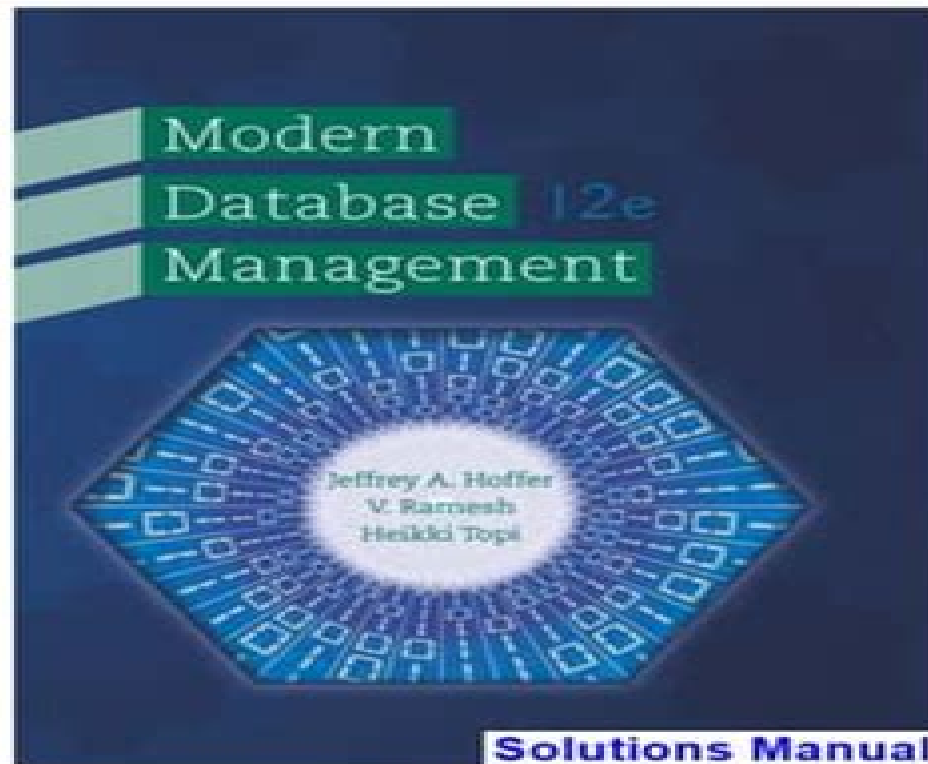 Modern
Database 12e
Management
Jeffrey A. Hoffer
V. Ramesh
Heikki Topi
Solutions Manual